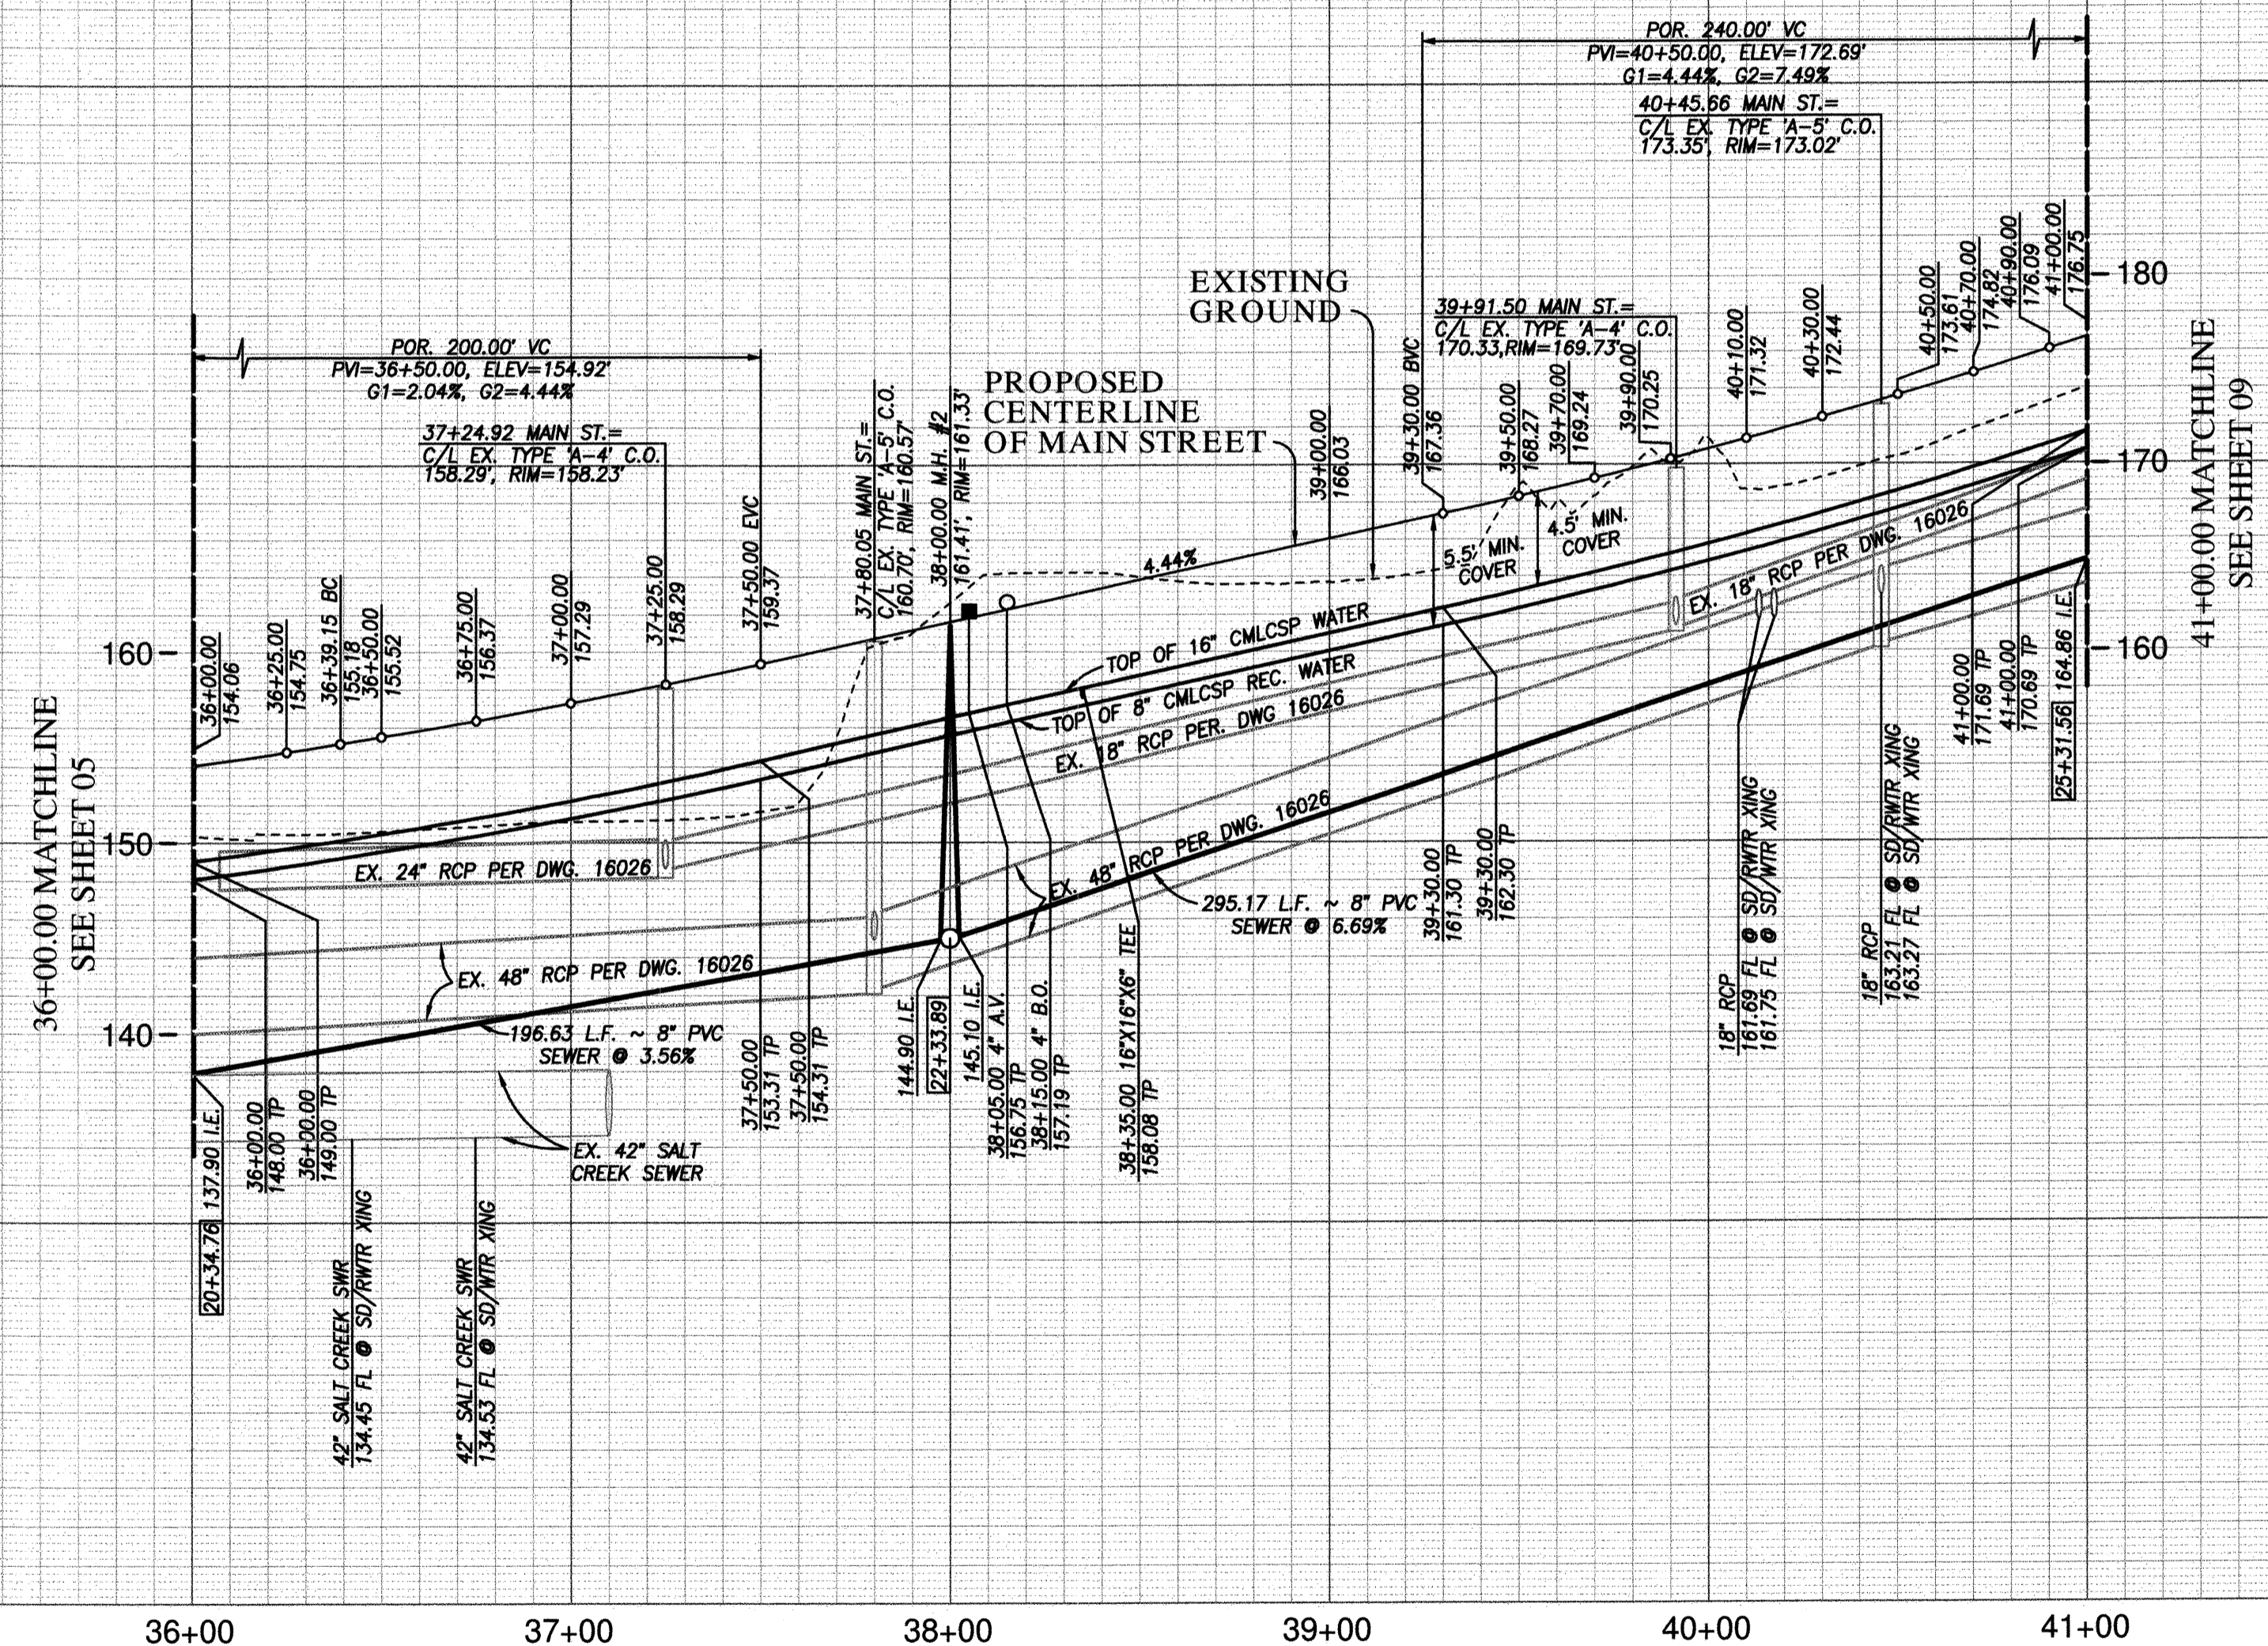 POR. 240.00' VC
PVI=40+50.00, ELEV=172.69'
G1=4.44%, G2=7.49%
40+45.66 MAIN ST.=
C/L EX. TYPE 'A-5' C.O.
173.35', RIM=173.02'
POR. 200.00' VC
PVI=36+50.00, ELEV=154.92'
G1=2.04%, G2=4.44%
37+24.92 MAIN ST.=
C/L EX. TYPE 'A-4' C.O.
158.29', RIM=158.23'
EXISTING
GROUND
PROPOSED
CENTERLINE
OF MAIN STREET
39+91.50 MAIN ST.=
C/L EX. TYPE 'A-4' C.O.
170.33,RIM=169.73'
36+00.00
154.06
36+25.00
154.75
36+39.15 BC
155.18
36+50.00
155.52
36+75.00
156.37
37+00.00
157.29
37+25.00
158.29
37+50.00 EVC
159.37
37+80.05 MAIN ST.=
C/L EX. TYPE 'A-5' C.O.
160.70', RIM=160.57'
38+00.00 M.H. #2
161.41', RIM=161.33'
39+00.00
166.03
39+30.00 BVC
167.36
39+50.00
168.27
39+70.00
169.24
39+90.00
170.25
40+10.00
171.32
40+30.00
172.44
40+50.00
173.61
40+70.00
174.82
40+90.00
176.09
41+00.00
176.75
180
170
160
160
150
140
36+00.00 MATCHLINE
SEE SHEET 05
41+00.00 MATCHLINE
SEE SHEET 09
4.44%
5.5' MIN.
COVER
4.5' MIN.
COVER
TOP OF 16" CMLCSP WATER
TOP OF 8" CMLCSP REC. WATER
EX. 18" RCP PER. DWG 16026
EX. 18" RCP PER DWG. 16026
EX. 24" RCP PER DWG. 16026
EX. 48" RCP PER DWG. 16026
EX. 48" RCP PER DWG. 16026
295.17 L.F. ~ 8" PVC
SEWER @ 6.69%
196.63 L.F. ~ 8" PVC
SEWER @ 3.56%
EX. 42" SALT
CREEK SEWER
20+34.76 137.90 I.E.
36+00.00
148.00 TP
36+00.00
149.00 TP
42" SALT CREEK SWR
134.45 FL @ SD/RWTR XING
42" SALT CREEK SWR
134.53 FL @ SD/WTR XING
37+50.00
153.31 TP
37+50.00
154.31 TP
144.90 I.E.
22+33.89
145.10 I.E.
38+05.00 4" A.V.
156.75 TP
38+15.00 4" B.O.
157.19 TP
38+35.00 16"X16"X6" TEE
158.08 TP
39+30.00
161.30 TP
39+30.00
162.30 TP
18" RCP
161.69 FL @ SD/RWTR XING
161.75 FL @ SD/WTR XING
18" RCP
163.21 FL @ SD/RWTR XING
163.27 FL @ SD/WTR XING
41+00.00
171.69 TP
41+00.00
170.69 TP
25+31.56 164.86 I.E.
36+00
37+00
38+00
39+00
40+00
41+00